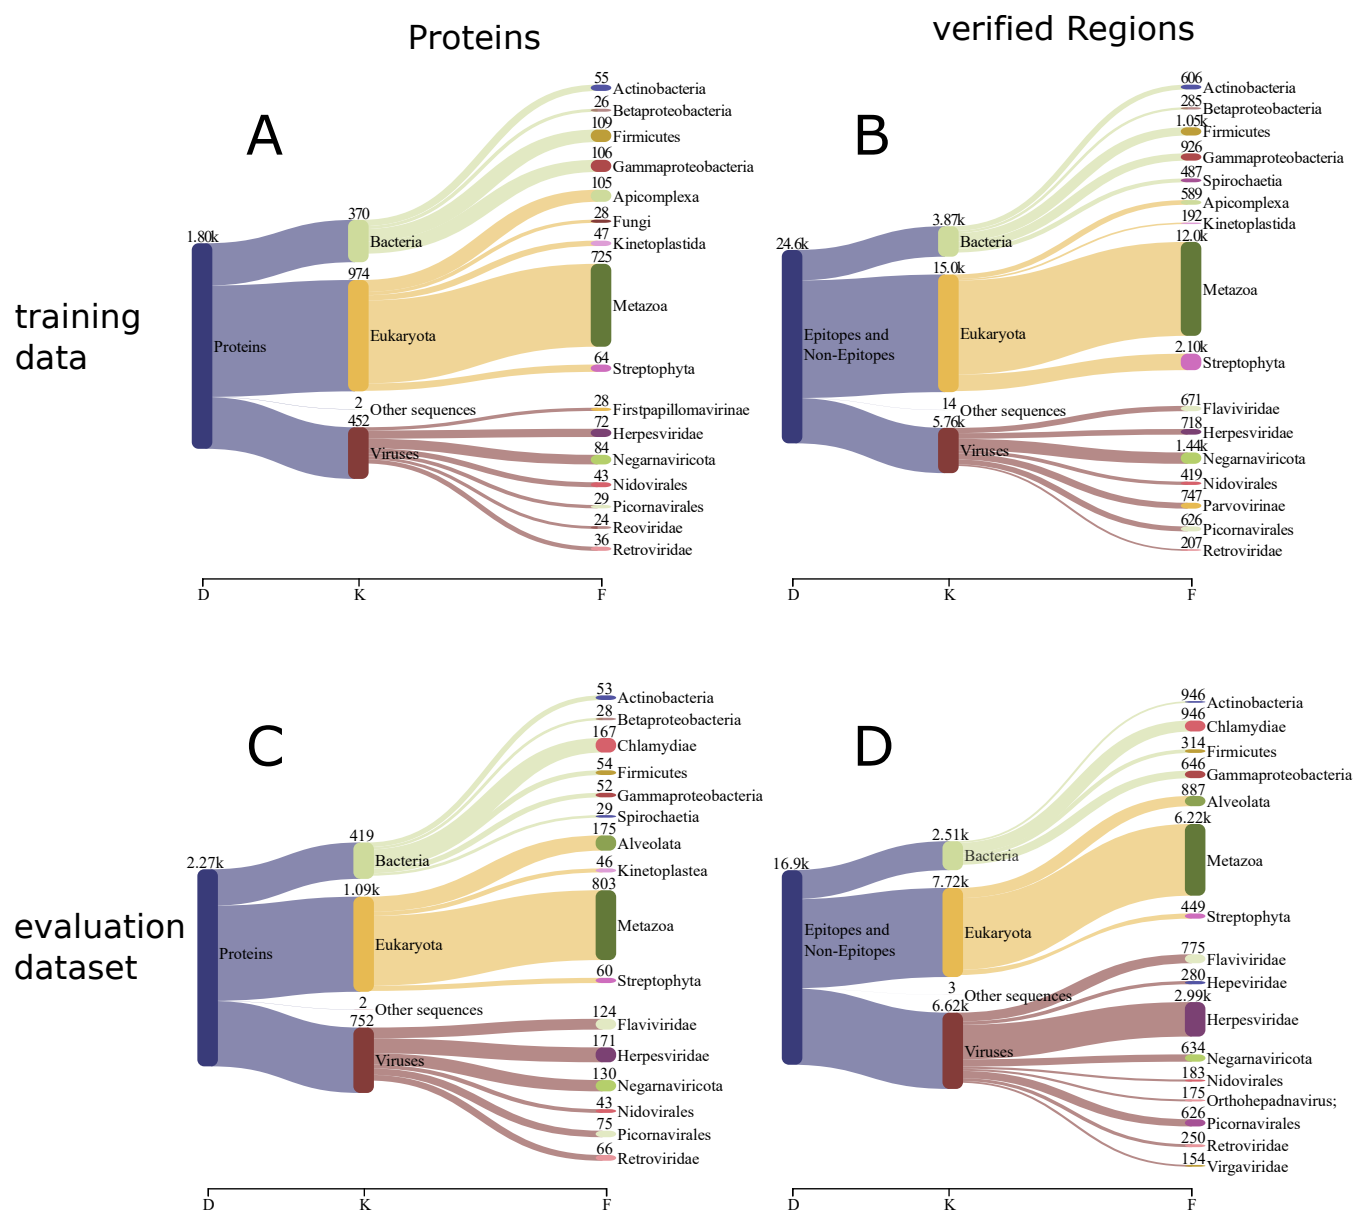 Proteins
verified Regions
training
data
A
1.80k
Proteins
370
Bacteria
974
Eukaryota
2
Other sequences
452
Viruses
55
Actinobacteria
26
Betaproteobacteria
109
Firmicutes
106
Gammaproteobacteria
105
Apicomplexa
28
Fungi
47
Kinetoplastida
725
Metazoa
64
Streptophyta
28
Firstpapillomavirinae
72
Herpesviridae
84
Negarnaviricota
43
Nidovirales
29
Picornavirales
24
Reoviridae
36
Retroviridae
D K F
B
24.6k
Epitopes and
Non-Epitopes
3.87k
Bacteria
15.0k
Eukaryota
14
Other sequences
5.76k
Viruses
606
Actinobacteria
285
Betaproteobacteria
1.05k
Firmicutes
926
Gammaproteobacteria
487
Spirochaetia
589
Apicomplexa
192
Kinetoplastida
12.0k
Metazoa
2.10k
Streptophyta
671
Flaviviridae
718
Herpesviridae
1.44k
Negarnaviricota
419
Nidovirales
747
Parvovirinae
626
Picornavirales
207
Retroviridae
D K F
evaluation
dataset
C
2.27k
Proteins
419
Bacteria
1.09k
Eukaryota
2
Other sequences
752
Viruses
53
Actinobacteria
28
Betaproteobacteria
167
Chlamydiae
54
Firmicutes
52
Gammaproteobacteria
29
Spirochaetia
175
Alveolata
46
Kinetoplastea
803
Metazoa
60
Streptophyta
124
Flaviviridae
171
Herpesviridae
130
Negarnaviricota
43
Nidovirales
75
Picornavirales
66
Retroviridae
D K F
D
16.9k
Epitopes and
Non-Epitopes
2.51k
Bacteria
7.72k
Eukaryota
3
Other sequences
6.62k
Viruses
946
Actinobacteria
946
Chlamydiae
314
Firmicutes
646
Gammaproteobacteria
887
Alveolata
6.22k
Metazoa
449
Streptophyta
775
Flaviviridae
280
Hepeviridae
2.99k
Herpesviridae
634
Negarnaviricota
183
Nidovirales
175
Orthohepadnavirus;
626
Picornavirales
250
Retroviridae
154
Virgaviridae
D K F